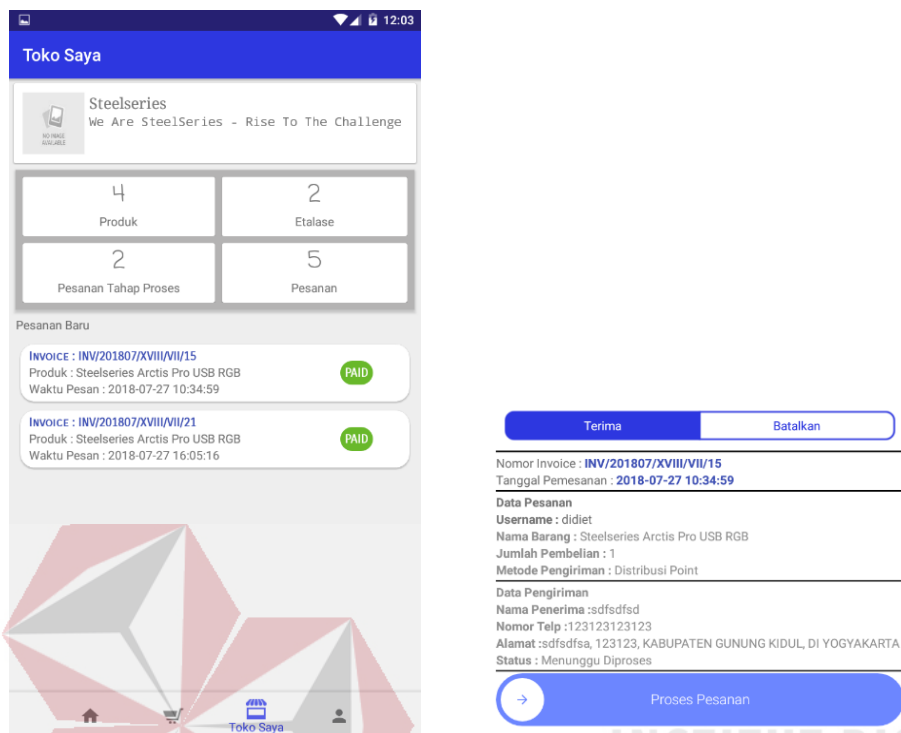 12:03
Toko Saya
Steelseries
We Are SteelSeries - Rise To The Challenge
NO IMAGE
AVAILABLE
4
Produk
2
Etalase
2
Pesanan Tahap Proses
5
Pesanan
Pesanan Baru
INVOICE : INV/201807/XVIII/VII/15
Produk : Steelseries Arctis Pro USB RGB
Waktu Pesan : 2018-07-27 10:34:59
PAID
INVOICE : INV/201807/XVIII/VII/21
Produk : Steelseries Arctis Pro USB RGB
Waktu Pesan : 2018-07-27 16:05:16
PAID
Toko Saya
Terima
Batalkan
Nomor Invoice : INV/201807/XVIII/VII/15
Tanggal Pemesanan : 2018-07-27 10:34:59
Data Pesanan
Username : didiet
Nama Barang : Steelseries Arctis Pro USB RGB
Jumlah Pembelian : 1
Metode Pengiriman : Distribusi Point
Data Pengiriman
Nama Penerima :sdfsdfsd
Nomor Telp :123123123123
Alamat :sdfsdfsa, 123123, KABUPATEN GUNUNG KIDUL, DI YOGYAKARTA
Status : Menunggu Diproses
Proses Pesanan